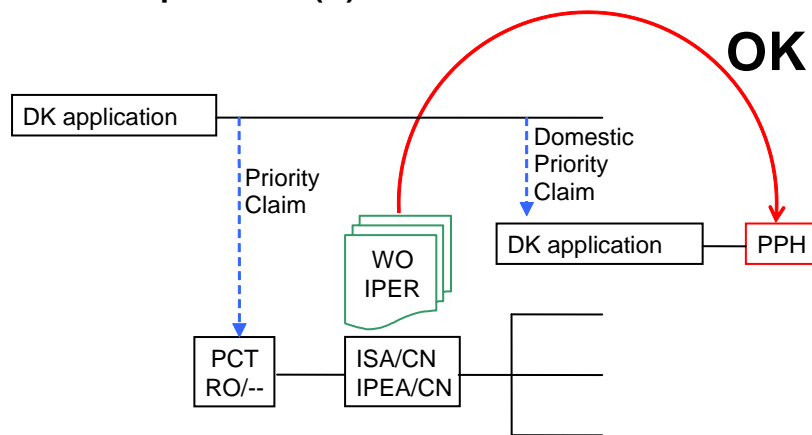 OK
DK application
Priority
Claim
Domestic
Priority
Claim
WO
IPER
DK application
PPH
PCT
RO/--
ISA/CN
IPEA/CN